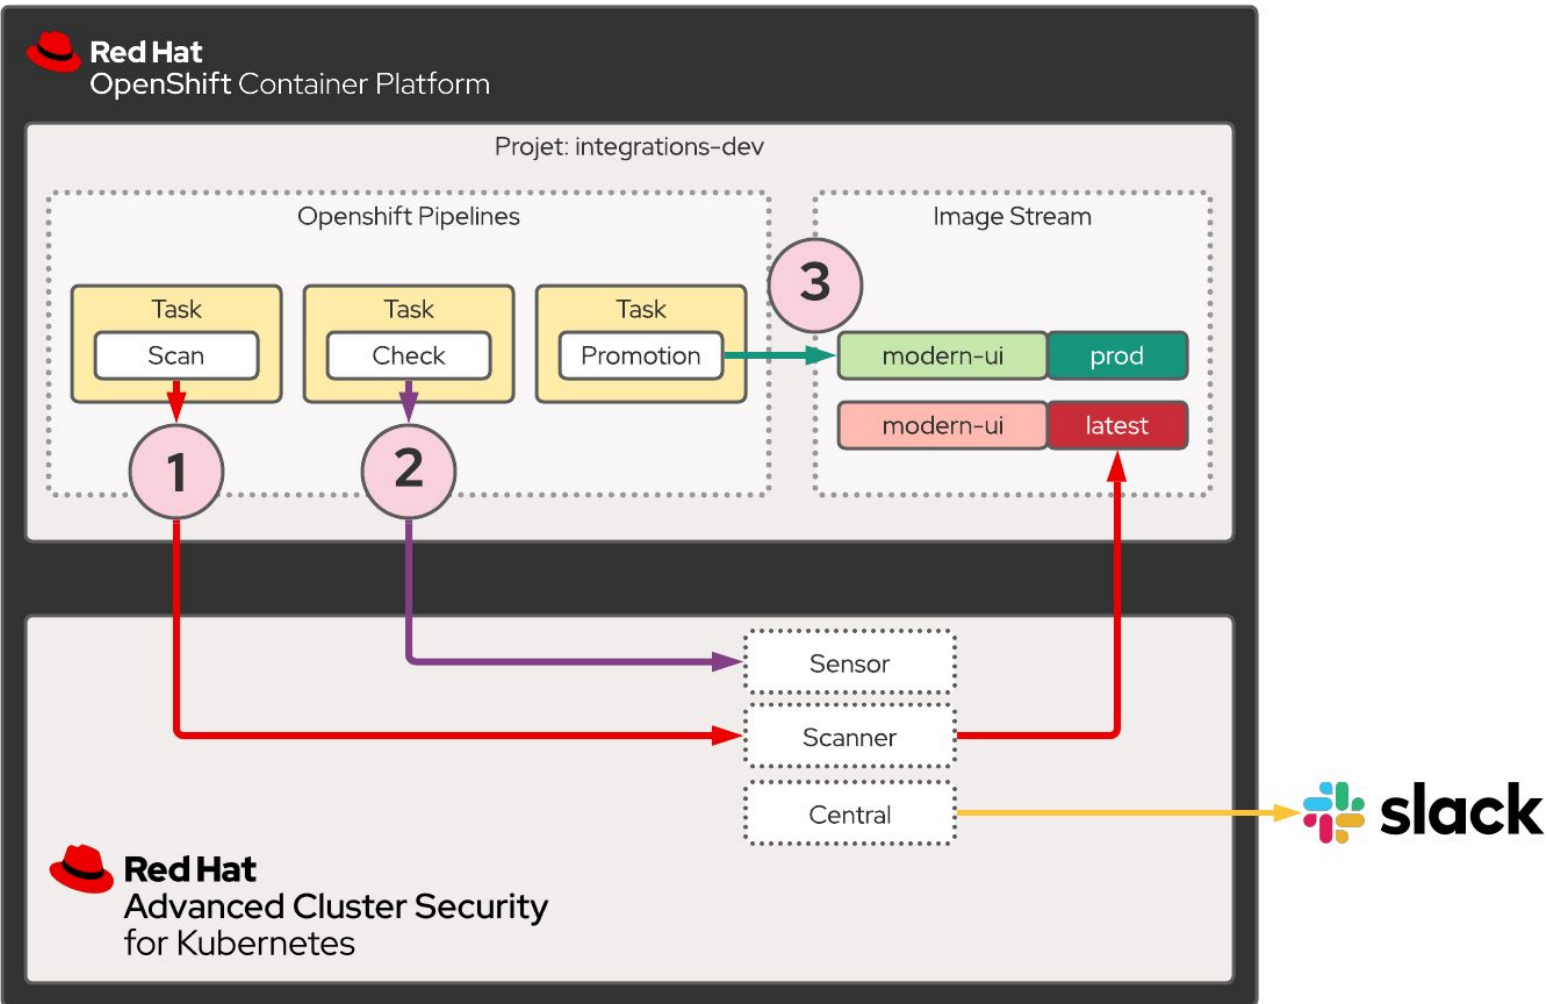 Red Hat
OpenShift Container Platform
Projet: integrations-dev
Openshift Pipelines
Image Stream
3
Task
Task
Task
Scan
Check
Promotion
modern-ui
prod
modern-ui
latest
1
2
Sensor
Scanner
Central
slack
Red Hat
Advanced Cluster Security
for Kubernetes